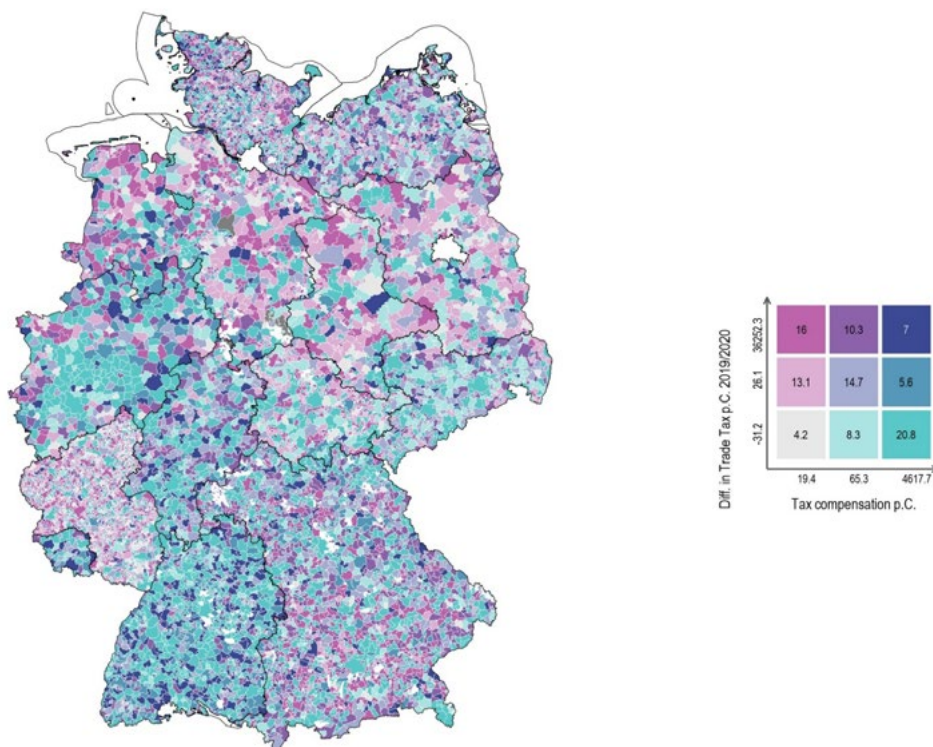 Diff. in Trade Tax p.C. 2019/2020
36252.3
26.1
-31.2
16 10.3 7
13.1 14.7 5.6
4.2 8.3 20.8
19.4 65.3 4617.7
Tax compensation p.C.